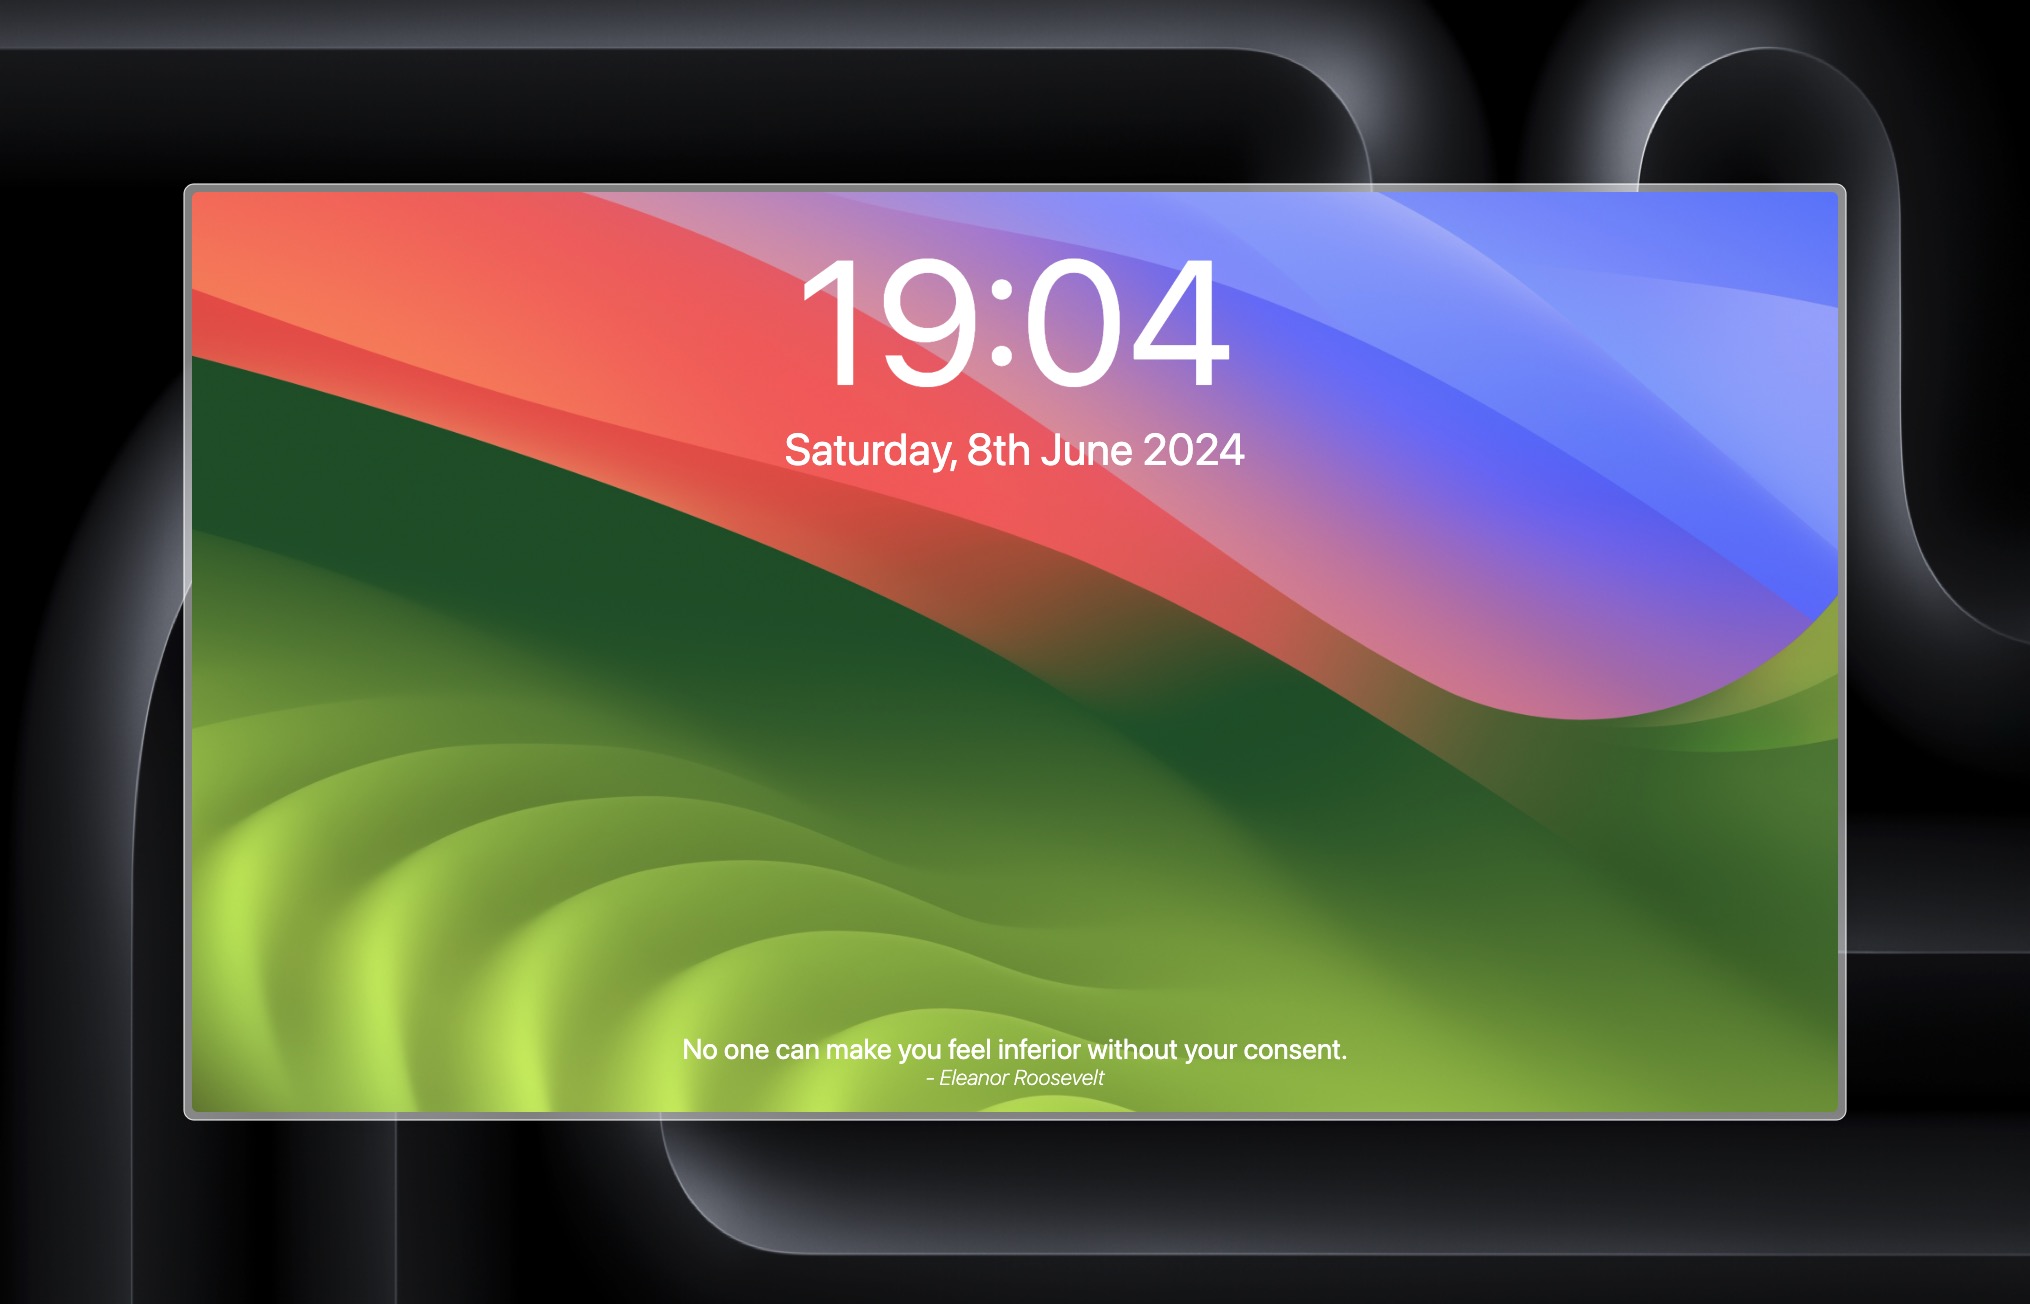 19:04
Saturday, 8th June 2024
No one can make you feel inferior without your consent.
- Eleanor Roosevelt